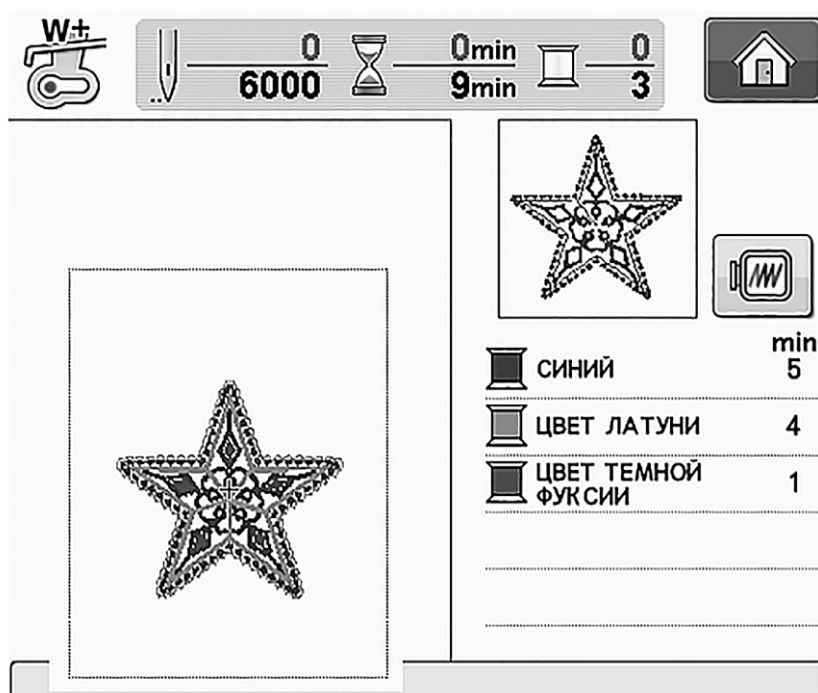 W+
0 0min 0
6000 9min 3
min
СИНИЙ 5
ЦВЕТ ЛАТУНИ 4
ЦВЕТ ТЕМНОЙ 1
ФУКСИИ